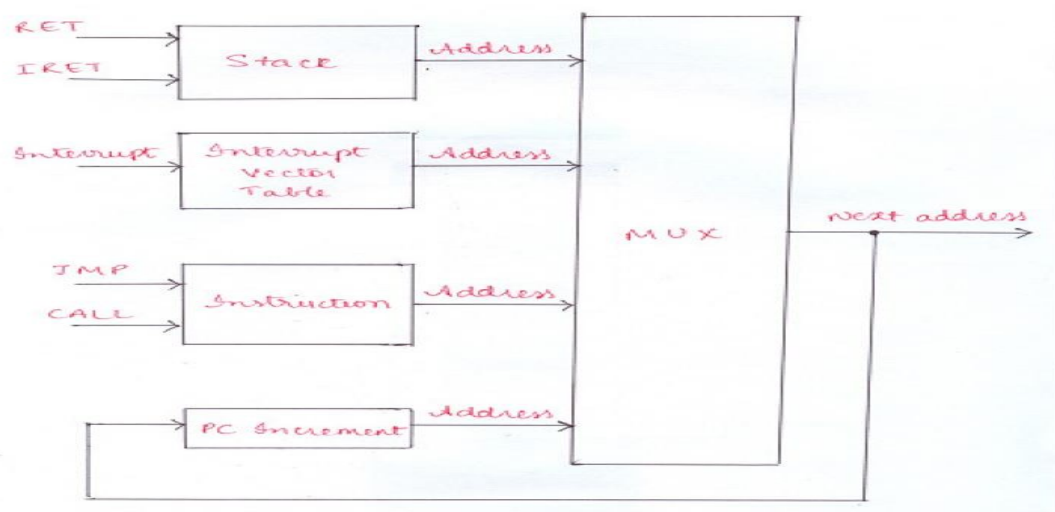 RET
IRET
Stack
Address
Interrupt
Interrupt
Vector
Table
Address
JMP
CALL
Instruction
Address
PC Increment
Address
MUX
Next address